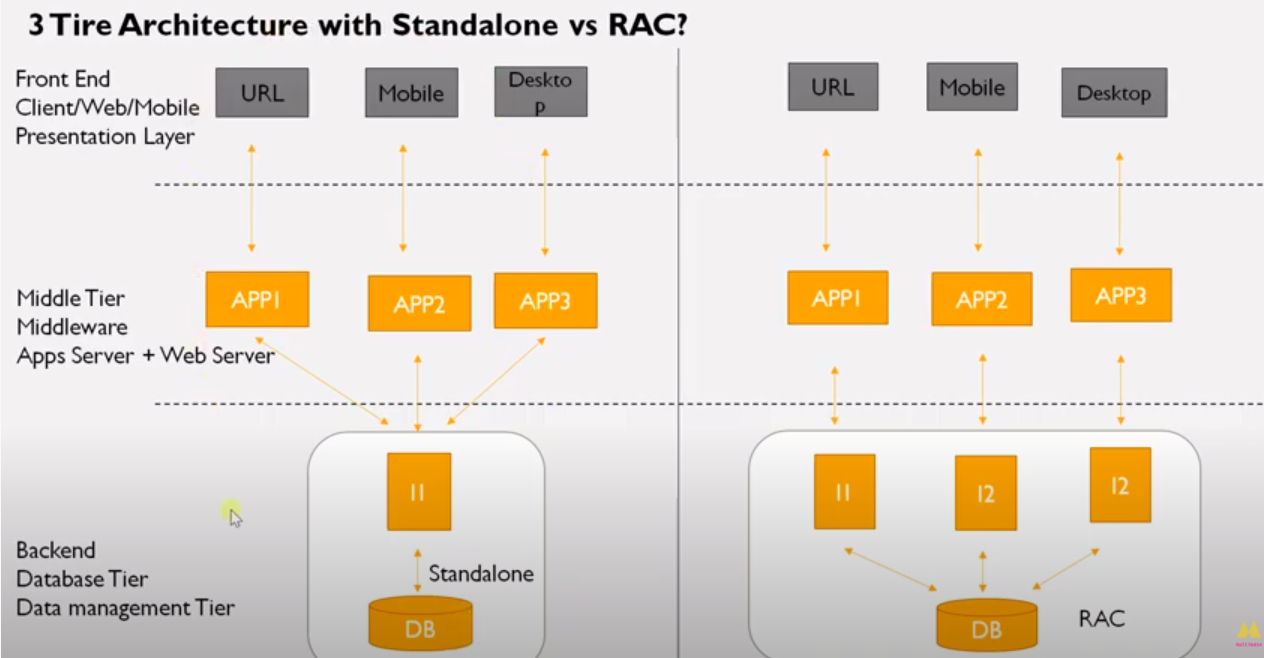 3 Tire Architecture with Standalone vs RAC?
Front End
Client/Web/Mobile
Presentation Layer
URL
Mobile
Deskto
p
URL
Mobile
Desktop
Middle Tier
Middleware
Apps Server + Web Server
APP1
APP2
APP3
APP1
APP2
APP3
Backend
Database Tier
Data management Tier
I1
Standalone
DB
I1
I2
I2
DB
RAC